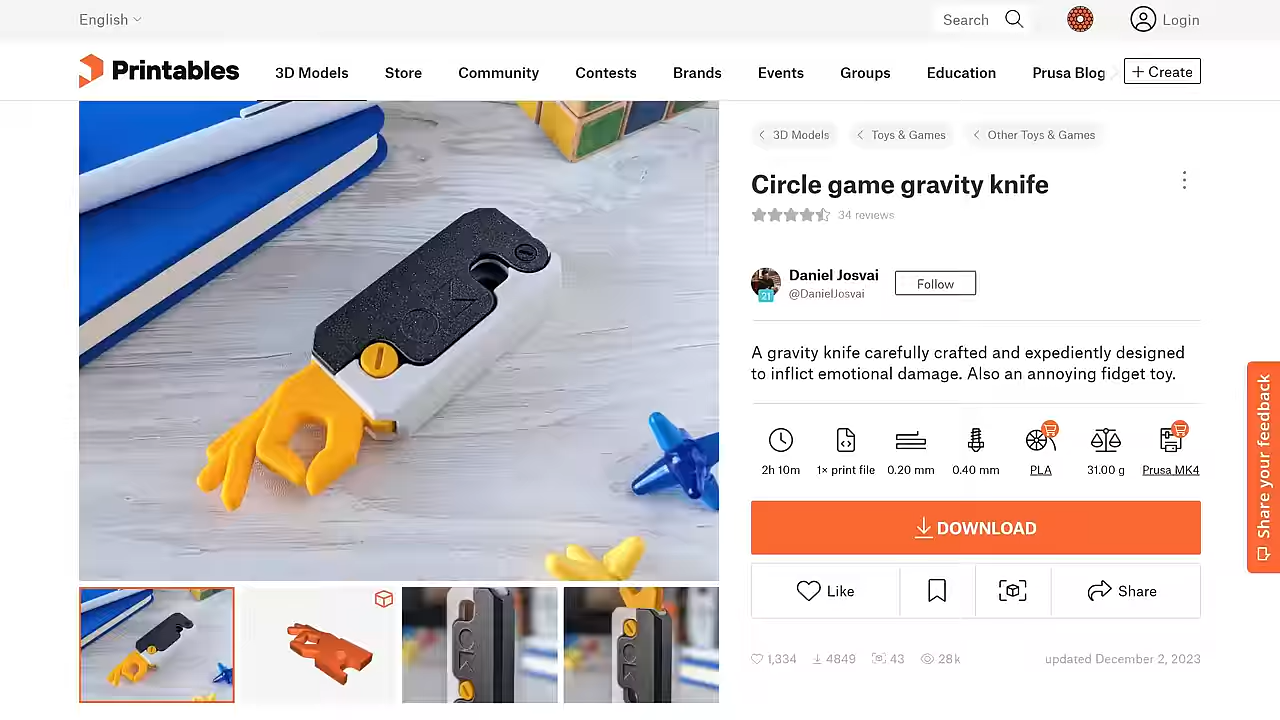 English
Search
Login
Printables
3D Models
Store
Community
Contests
Brands
Events
Groups
Education
Prusa Blog
+ Create
3D Models
Toys & Games
Other Toys & Games
Circle game gravity knife
34 reviews
Daniel Josvai
@DanielJosvai
21
Follow
A gravity knife carefully crafted and expediently designed
to inflict emotional damage. Also an annoying fidget toy.
2h 10m
1× print file
0.20 mm
0.40 mm
PLA
31.00 g
Prusa MK4
DOWNLOAD
Like
Share
1,334
4849
43
28k
updated December 2, 2023
Share your feedback